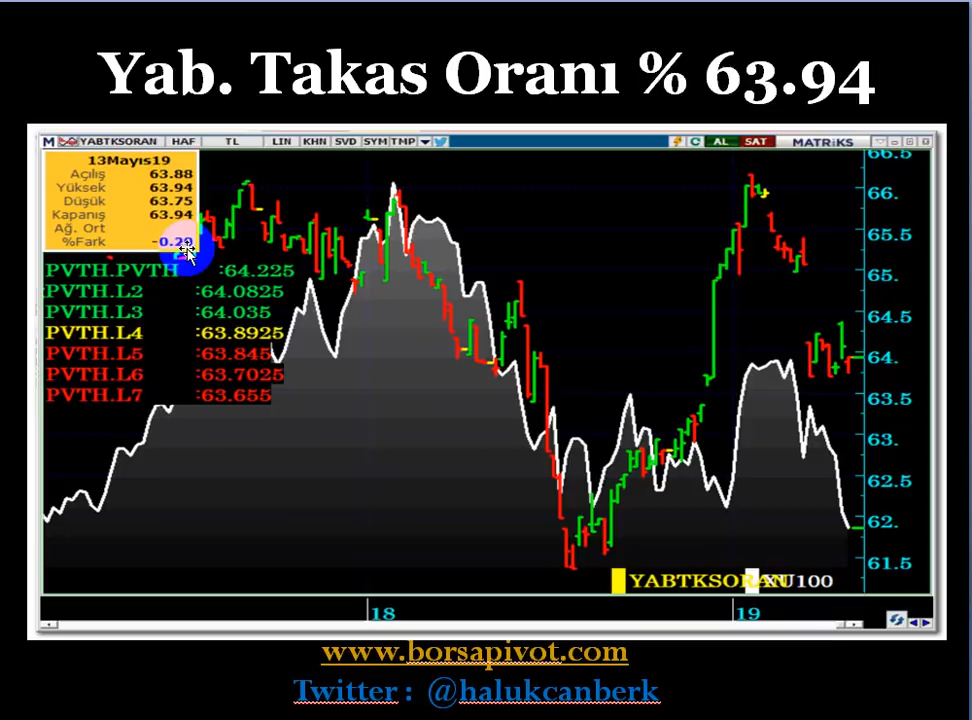 Yab. Takas Oranı % 63.94
M YABTKSORAN HAF TL LIN KHN SVD SYM TMP AL SAT MATRiKS
13Mayıs19
Açılış 63.88
Yüksek 63.94
Düşük 63.75
Kapanış 63.94
Ağ. Ort
%Fark -0.29
PVTH.PVTH :64.225
PVTH.L2 :64.0825
PVTH.L3 :64.035
PVTH.L4 :63.8925
PVTH.L5 :63.845
PVTH.L6 :63.7025
PVTH.L7 :63.655
66.5
66.
65.5
65.
64.5
64.
63.5
63.
62.5
62.
61.5
YABTKSORAN XU100
18 19
www.borsapivot.com
Twitter : @halukcanberk